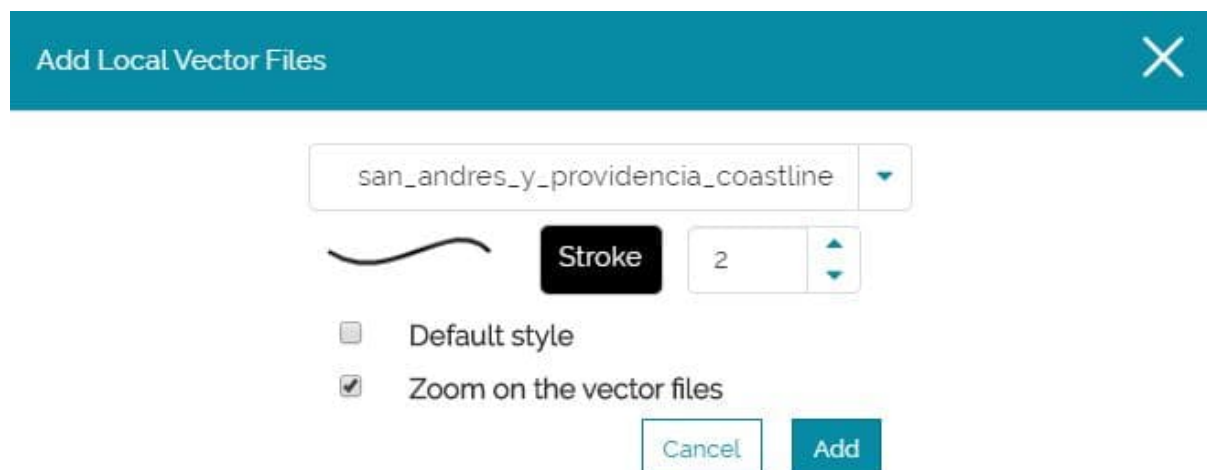 Add Local Vector Files
san_andres_y_providencia_coastline
Stroke 2
Default style
Zoom on the vector files
Cancel Add